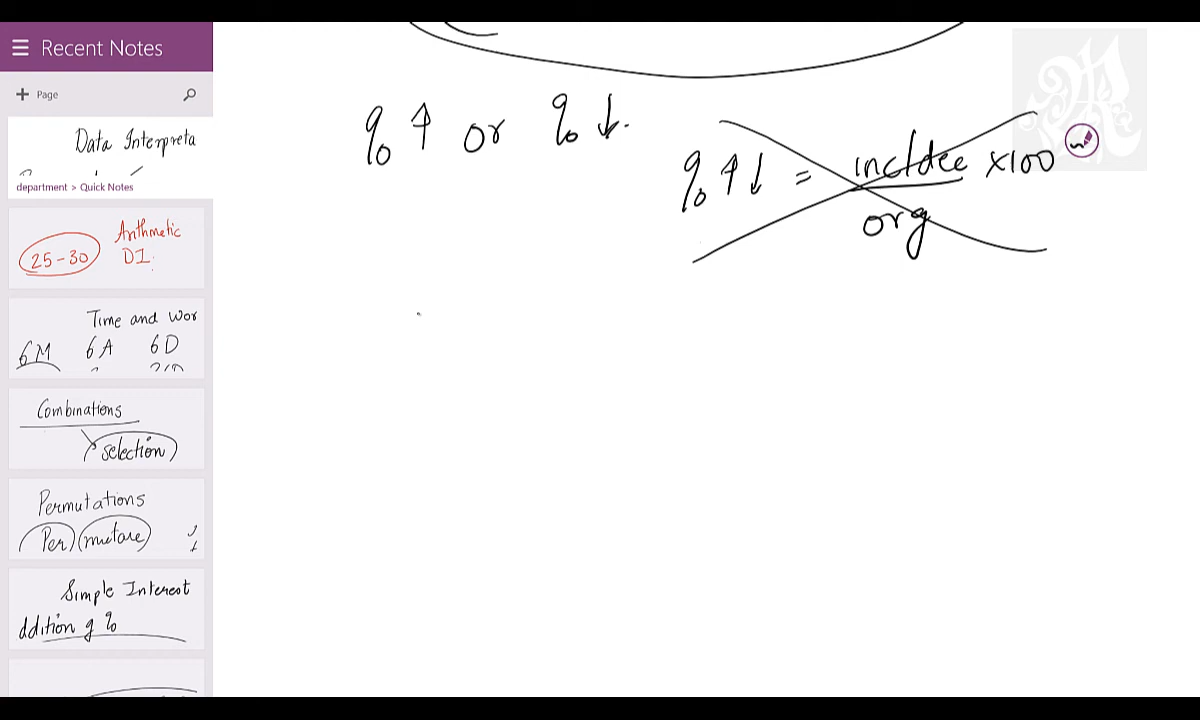 Recent Notes
+ Page
Data Interpreta
department > Quick Notes
Arithmetic
25-30 DI.
Time and Wor
6M 6A 6D
Combinations
selection
Permutations
(Per) (mutare)
Simple Interest
ddition of %
% ↑ or % ↓.
% ↑↓ = inc/dec x100
org